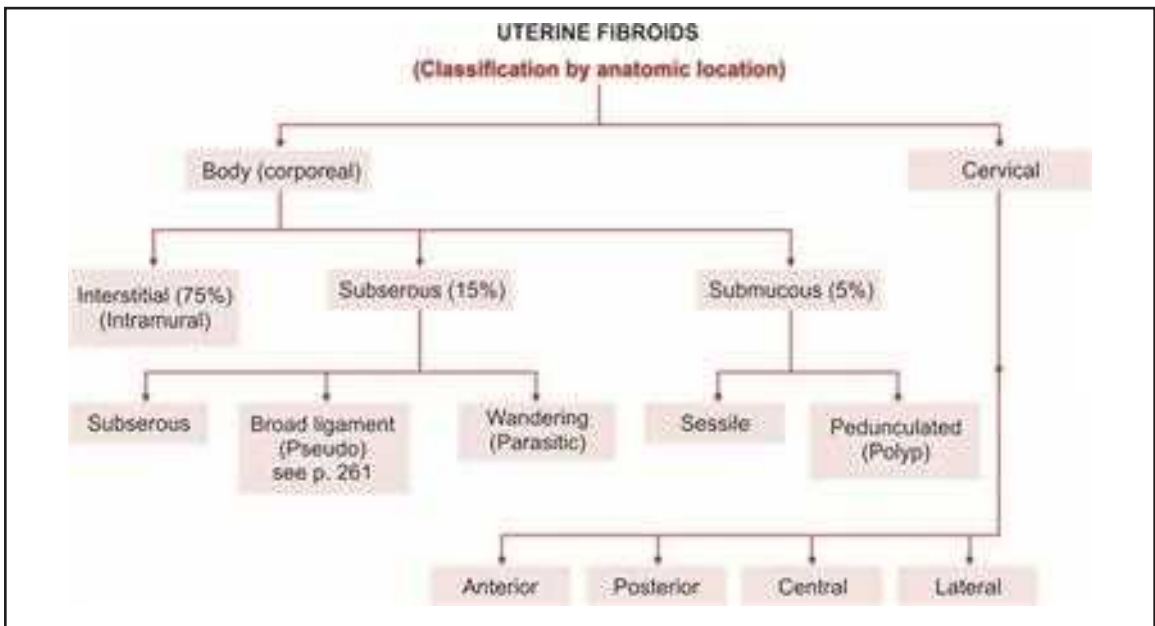 UTERINE FIBROIDS
(Classification by anatomic location)
Body (corporeal)
Cervical
Interstitial (75%)
(Intramural)
Subserous (15%)
Submucous (5%)
Subserous
Broad ligament
(Pseudo)
see p. 261
Wandering
(Parasitic)
Sessile
Pedunculated
(Polyp)
Anterior
Posterior
Central
Lateral